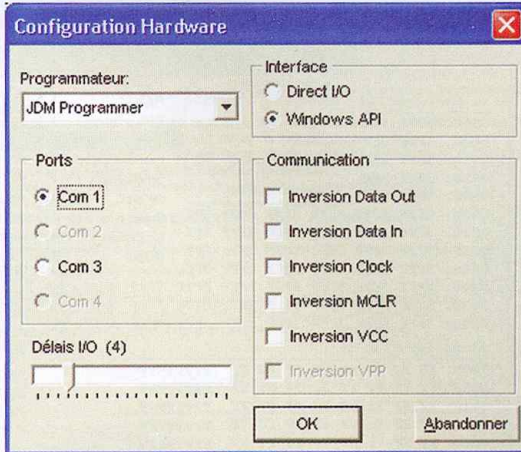 Configuration Hardware
Programmateur:
JDM Programmer
Interface
Direct I/O
Windows API
Ports
Com 1
Com 2
Com 3
Com 4
Communication
Inversion Data Out
Inversion Data In
Inversion Clock
Inversion MCLR
Inversion VCC
Inversion VPP
Délais I/O (4)
OK
Abandonner